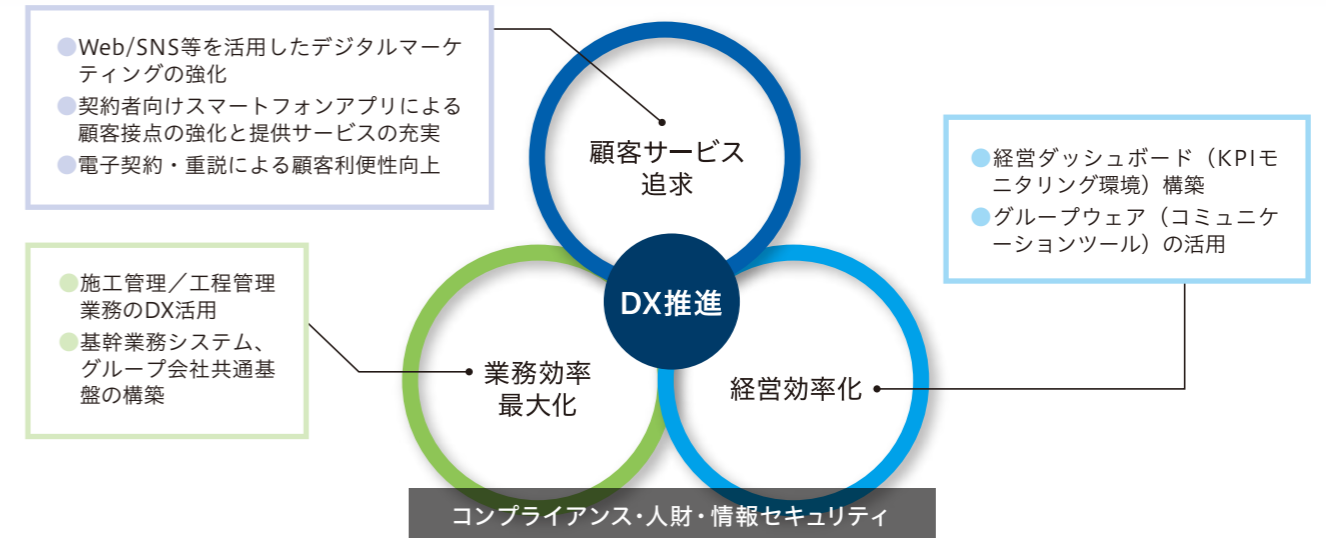 ●Web/SNS等を活用したデジタルマーケ
ティングの強化
●契約者向けスマートフォンアプリによる
顧客接点の強化と提供サービスの充実
●電子契約・重説による顧客利便性向上
顧客サービス
追求
●経営ダッシュボード（KPIモ
ニタリング環境）構築
●グループウェア（コミュニケ
ーションツール）の活用
●施工管理／工程管理
業務のDX活用
●基幹業務システム、
グループ会社共通基
盤の構築
DX推進
業務効率
最大化
経営効率化
コンプライアンス・人財・情報セキュリティ